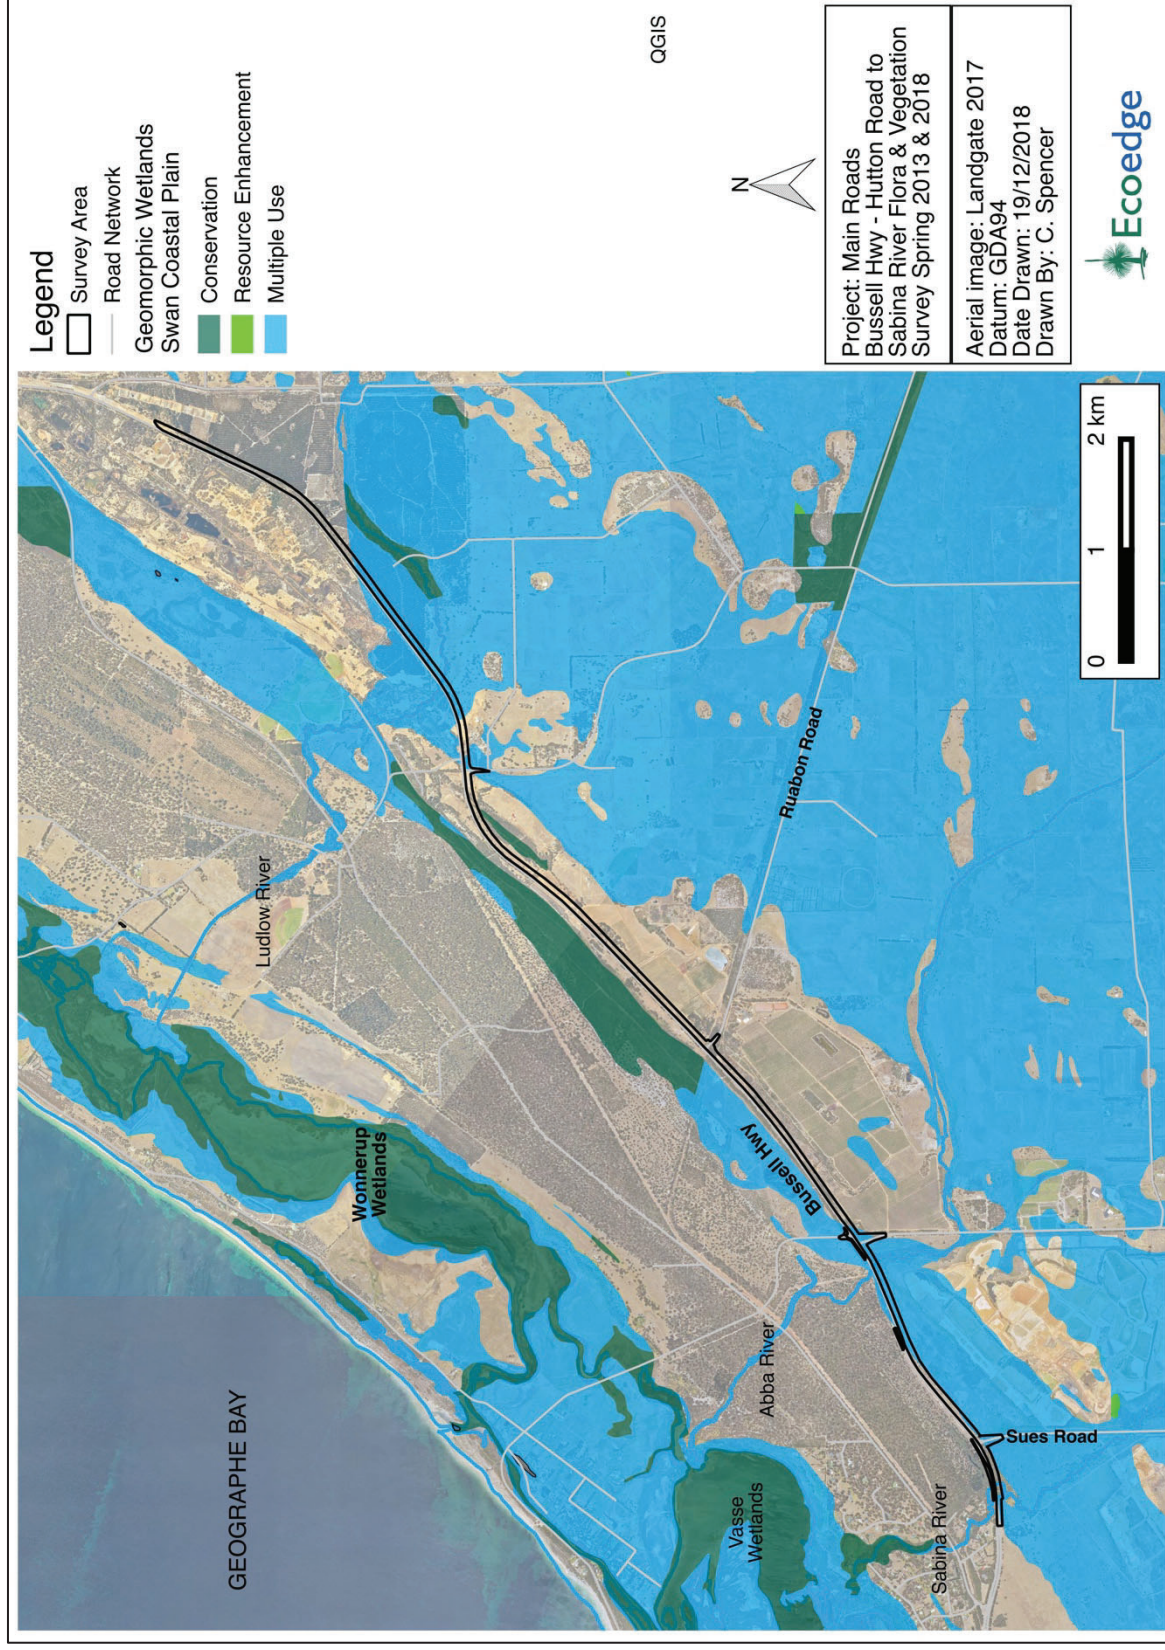 Legend
Survey Area
Road Network
Geomorphic Wetlands
Swan Coastal Plain
Conservation
Resource Enhancement
Multiple Use
QGIS
N
Project: Main Roads
Bussell Hwy - Hutton Road to
Sabina River Flora & Vegetation
Survey Spring 2013 & 2018
Aerial image: Landgate 2017
Datum: GDA94
Date Drawn: 19/12/2018
Drawn By: C. Spencer
Ecoedge
GEOGRAPHE BAY
Wonnerup
Wetlands
Ludlow River
Vasse
Wetlands
Abba River
Bussell Hwy
Ruabon Road
Sabina River
Sues Road
0 1 2 km